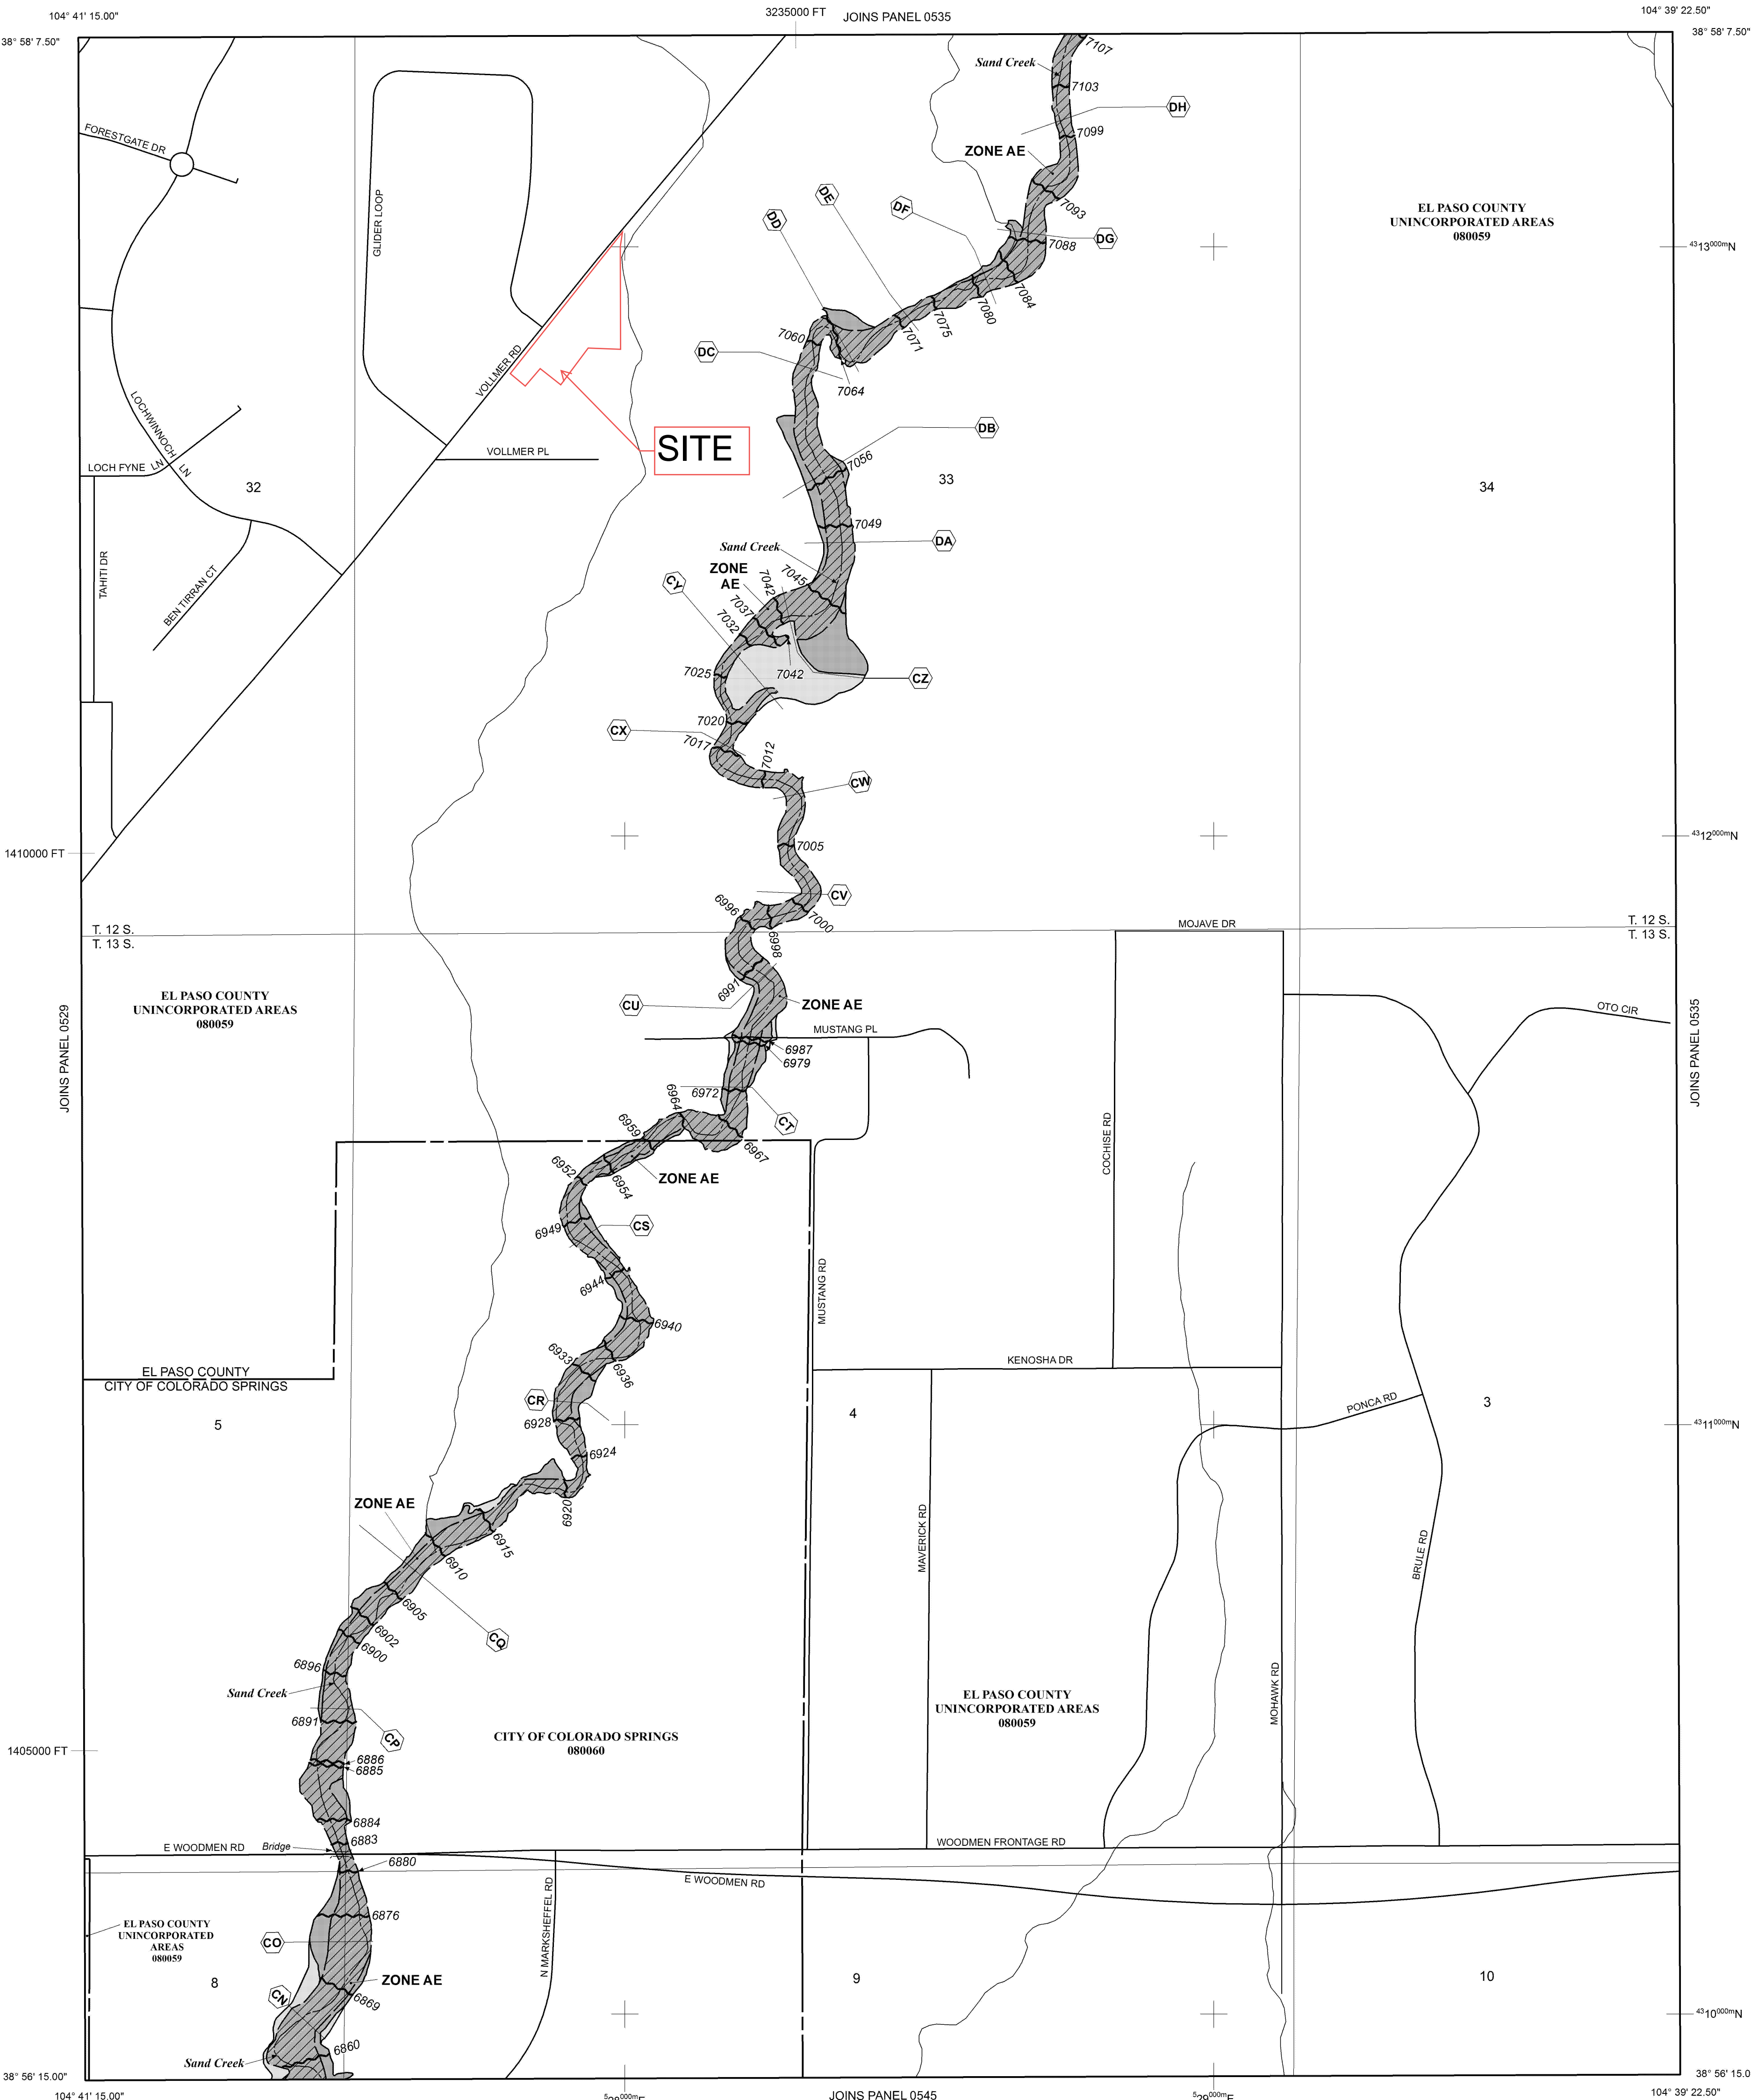 104° 41' 15.00"
3235000 FT
JOINS PANEL 0535
104° 39' 22.50"
38° 58' 7.50"
38° 58' 7.50"
7107
Sand Creek
7103
DH
7099
FORESTGATE DR
ZONE AE
7093
GLIDER LOOP
DE
DF
DD
DG
7088
EL PASO COUNTY
UNINCORPORATED AREAS
080059
4313000mN
7084
7080
7075
7071
7060
DC
7064
VOLLMER RD
LOCHWINNOCH LN
DB
SITE
VOLLMER PL
7056
LOCH FYNE LN
32
33
34
7049
DA
Sand Creek
ZONE
AE
TAHITI DR
BEN TIRRAN CT
CY
7045
7042
7037
7032
7025
7042
CZ
7020
CX
7017
7012
CW
4312000mN
7005
1410000 FT
CV
6996
7000
T. 12 S.
T. 13 S.
MOJAVE DR
T. 12 S.
T. 13 S.
6998
6991
EL PASO COUNTY
UNINCORPORATED AREAS
080059
CU
ZONE AE
OTO CIR
JOINS PANEL 0529
JOINS PANEL 0535
MUSTANG PL
6987
6979
6972
6964
CT
6959
6967
COCHISE RD
6952
6954
ZONE AE
6949
CS
6944
MUSTANG RD
6940
6933
6936
EL PASO COUNTY
CITY OF COLORADO SPRINGS
KENOSHA DR
CR
PONCA RD
5
4
3
6928
4311000mN
6924
ZONE AE
6920
6915
6910
MAVERICK RD
BRULE RD
6905
6902
6900
CQ
6896
Sand Creek
MOHAWK RD
6891
CP
EL PASO COUNTY
UNINCORPORATED AREAS
080059
CITY OF COLORADO SPRINGS
080060
1405000 FT
6886
6885
6884
6883
E WOODMEN RD
Bridge
WOODMEN FRONTAGE RD
6880
E WOODMEN RD
6876
EL PASO COUNTY
UNINCORPORATED
AREAS
080059
CO
N MARKSHEFFEL RD
8
ZONE AE
9
10
CN
6869
4310000mN
6860
Sand Creek
38° 56' 15.00"
38° 56' 15.0
104° 41' 15.00"
528000mE
JOINS PANEL 0545
529000mE
104° 39' 22.50"